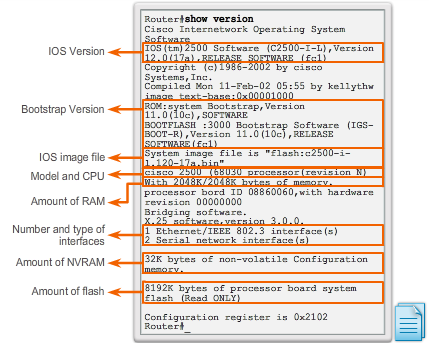 Router#show version
Cisco Internetwork Operating System
Software
IOS Version
IOS(tm)2500 Software (C2500-I-L),Version
12.0(17a),RELEASE SOFTWARE (fc1)
Copyright (c)1986-2002 by cisco
Systems,Inc.
Compiled Mon 11-Feb-02 05:55 by kellythw
image text-base:0x00001000
Bootstrap Version
ROM:system Bootstrap,Version
11.0(10c),SOFTWARE
BOOTFLASH :3000 Bootstrap Software (IGS-
BOOT-R),Version 11.0(10c),RELEASE
SOFTWARE(fc1)
IOS image file
System image file is "flash:c2500-i-
l.120-17a.bin"
Model and CPU
cisco 2500 (68030 processor(revision N)
Amount of RAM
With 2048K/2048K bytes of memory.
processor bord ID 08860060,with hardware
revision 00000000
Bridging software.
X.25 software,version 3.0.0.
Number and type of
interfaces
1 Ethernet/IEEE 802.3 interface(s)
2 Serial network interface(s)
Amount of NVRAM
32K bytes of non-volatile Configuration
memory.
Amount of flash
8192K bytes of processor board system
flash (Read ONLY)
Configuration register is 0x2102
Router#_